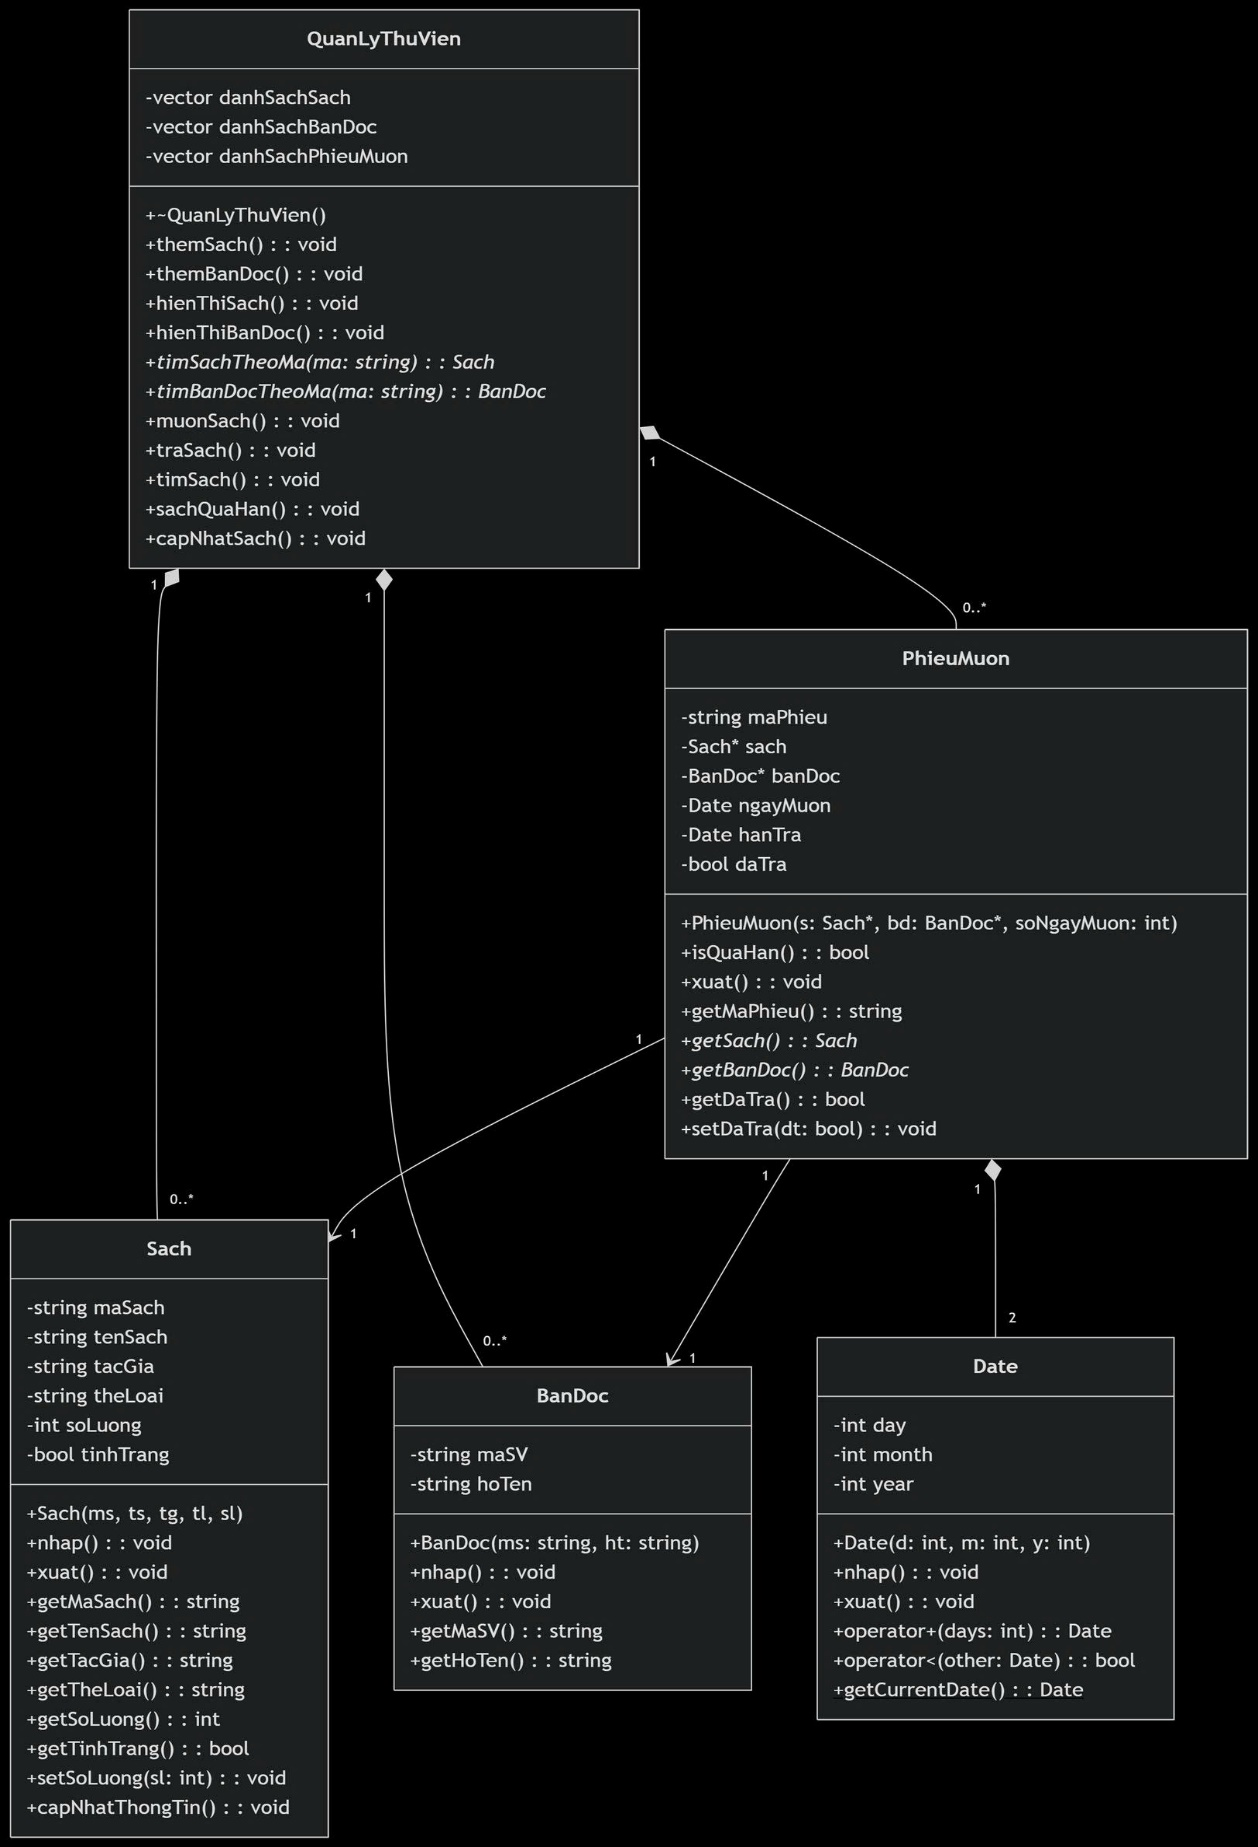 QuanLyThuVien
-vector danhSachSach
-vector danhSachBanDoc
-vector danhSachPhieuMuon
+~QuanLyThuVien()
+themSach() : : void
+themBanDoc() : : void
+hienThiSach() : : void
+hienThiBanDoc() : : void
+timSachTheoMa(ma: string) : : Sach
+timBanDocTheoMa(ma: string) : : BanDoc
+muonSach() : : void
+traSach() : : void
+timSach() : : void
+sachQuaHan() : : void
+capNhatSach() : : void
1
1
1
0..*
PhieuMuon
-string maPhieu
-Sach* sach
-BanDoc* banDoc
-Date ngayMuon
-Date hanTra
-bool daTra
+PhieuMuon(s: Sach*, bd: BanDoc*, soNgayMuon: int)
+isQuaHan() : : bool
+xuat() : : void
+getMaPhieu() : : string
+getSach() : : Sach
+getBanDoc() : : BanDoc
+getDaTra() : : bool
+setDaTra(dt: bool) : : void
1
1
1
0..*
1
0..*
1
2
Sach
-string maSach
-string tenSach
-string tacGia
-string theLoai
-int soLuong
-bool tinhTrang
+Sach(ms, ts, tg, tl, sl)
+nhap() : : void
+xuat() : : void
+getMaSach() : : string
+getTenSach() : : string
+getTacGia() : : string
+getTheLoai() : : string
+getSoLuong() : : int
+getTinhTrang() : : bool
+setSoLuong(sl: int) : : void
+capNhatThongTin() : : void
BanDoc
-string maSV
-string hoTen
+BanDoc(ms: string, ht: string)
+nhap() : : void
+xuat() : : void
+getMaSV() : : string
+getHoTen() : : string
Date
-int day
-int month
-int year
+Date(d: int, m: int, y: int)
+nhap() : : void
+xuat() : : void
+operator+(days: int) : : Date
+operator<(other: Date) : : bool
+getCurrentDate() : : Date